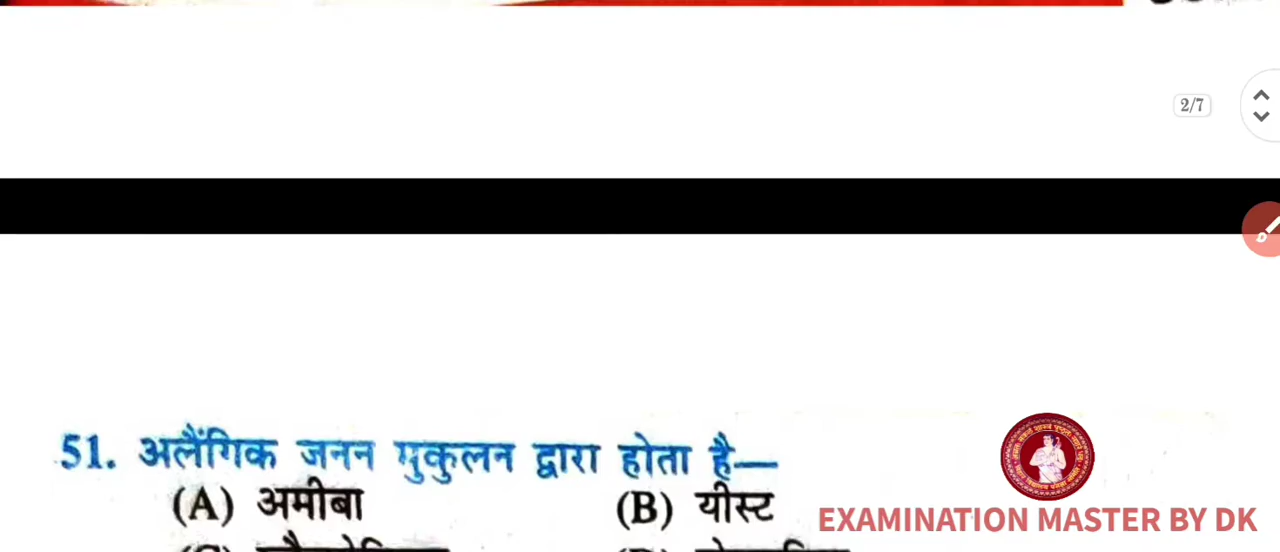 2/7
51. अलैंगिक जनन मुकुलन द्वारा होता है—
(A) अमीबा (B) यीस्ट
EXAMINATION MASTER BY DK